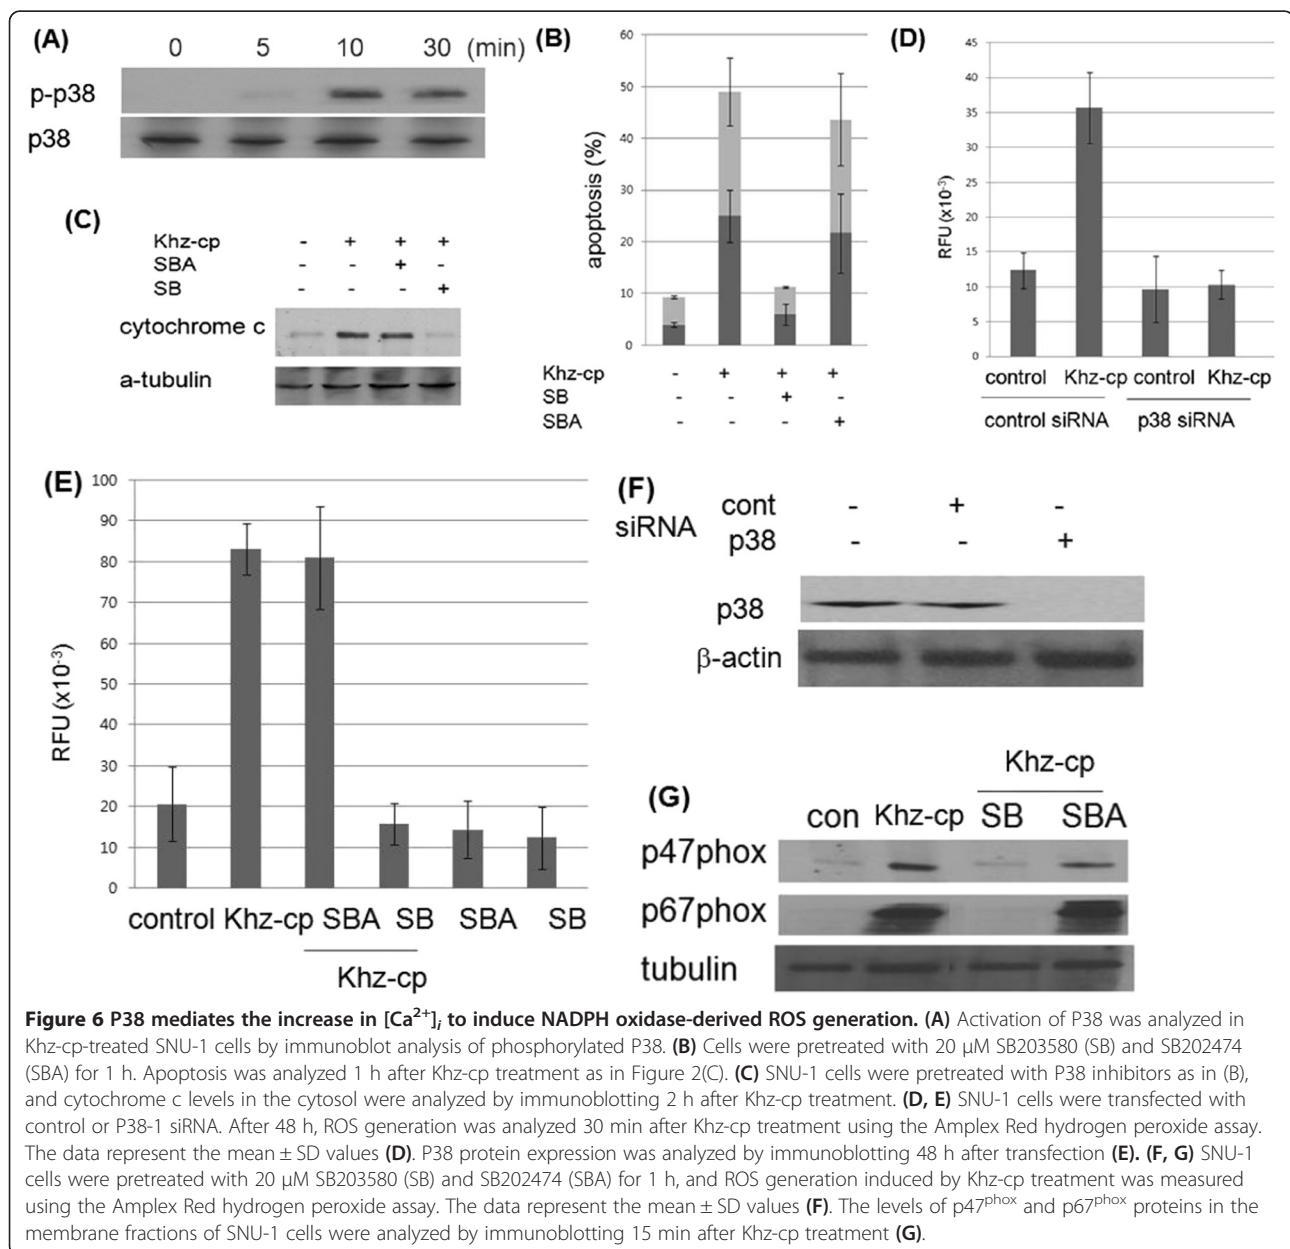 (A)
0 5 10 30 (min)
p-p38
p38
(B)
60
50
40
30
20
10
0
apoptosis (%)
Khz-cp - + + +
SB - - + -
SBA - - - +
(C)
Khz-cp - + + +
SBA - - + -
SB - - - +
cytochrome c
a-tubulin
(D)
45
40
35
30
25
20
15
10
5
0
RFU (x10⁻³)
control Khz-cp control Khz-cp
control siRNA p38 siRNA
(E)
100
90
80
70
60
50
40
30
20
10
0
RFU (x10⁻³)
control Khz-cp SBA SB SBA SB
Khz-cp
(F)
siRNA
cont - + -
p38 - - +
p38
β-actin
(G)
Khz-cp
con Khz-cp SB SBA
p47phox
p67phox
tubulin
Figure 6 P38 mediates the increase in [Ca²⁺]ᵢ to induce NADPH oxidase-derived ROS generation. (A) Activation of P38 was analyzed in
Khz-cp-treated SNU-1 cells by immunoblot analysis of phosphorylated P38. (B) Cells were pretreated with 20 μM SB203580 (SB) and SB202474
(SBA) for 1 h. Apoptosis was analyzed 1 h after Khz-cp treatment as in Figure 2(C). (C) SNU-1 cells were pretreated with P38 inhibitors as in (B),
and cytochrome c levels in the cytosol were analyzed by immunoblotting 2 h after Khz-cp treatment. (D, E) SNU-1 cells were transfected with
control or P38-1 siRNA. After 48 h, ROS generation was analyzed 30 min after Khz-cp treatment using the Amplex Red hydrogen peroxide assay.
The data represent the mean ± SD values (D). P38 protein expression was analyzed by immunoblotting 48 h after transfection (E). (F, G) SNU-1
cells were pretreated with 20 μM SB203580 (SB) and SB202474 (SBA) for 1 h, and ROS generation induced by Khz-cp treatment was measured
using the Amplex Red hydrogen peroxide assay. The data represent the mean ± SD values (F). The levels of p47ᵖʰᵒˣ and p67ᵖʰᵒˣ proteins in the
membrane fractions of SNU-1 cells were analyzed by immunoblotting 15 min after Khz-cp treatment (G).